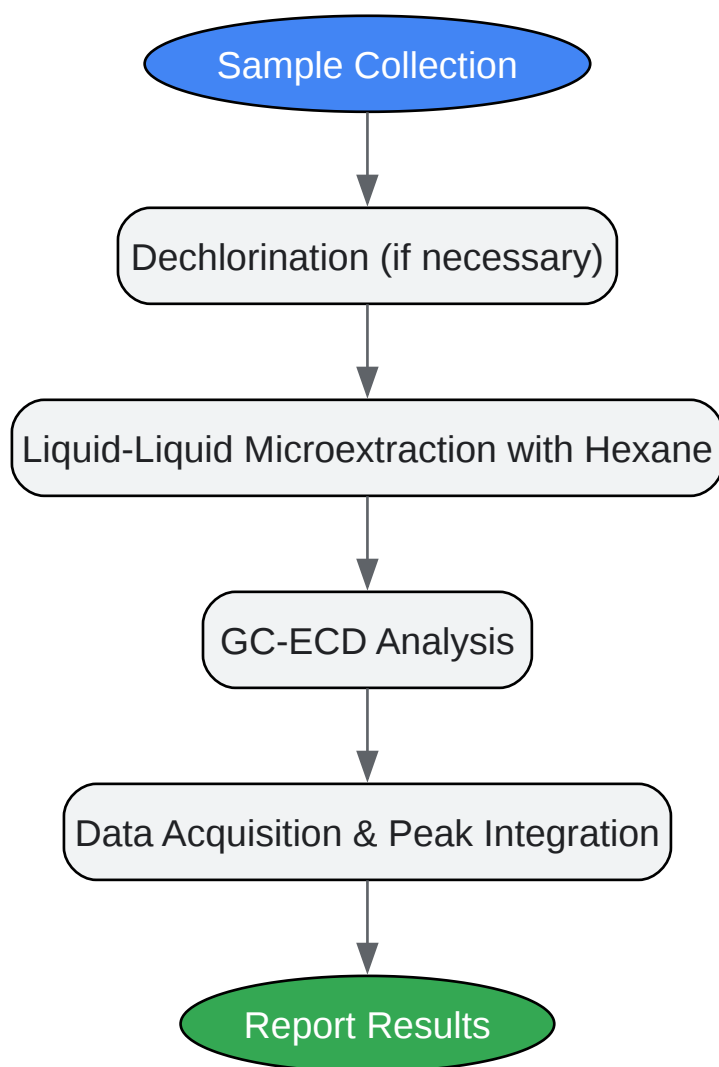 Sample Collection
Dechlorination (if necessary)
Liquid-Liquid Microextraction with Hexane
GC-ECD Analysis
Data Acquisition & Peak Integration
Report Results